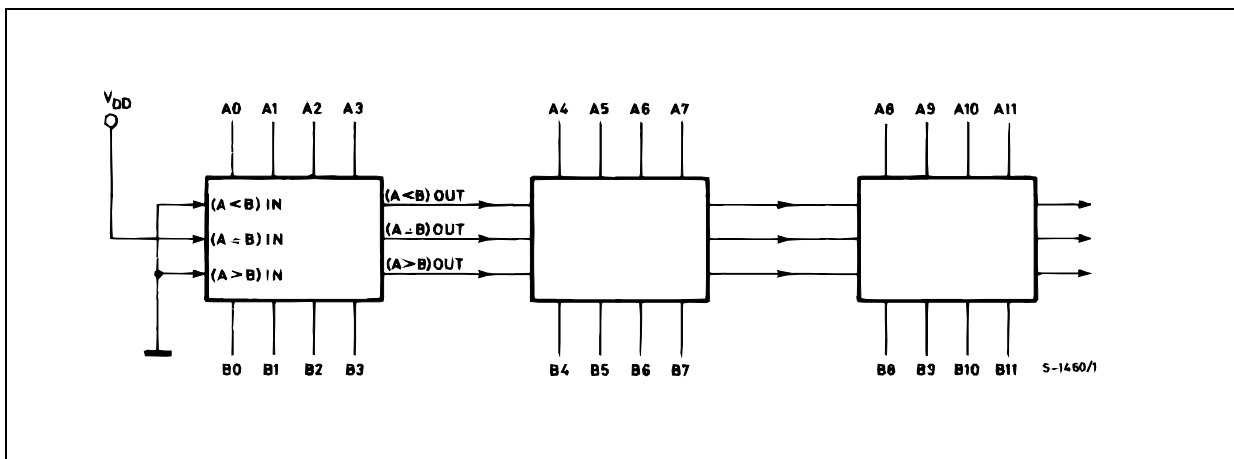 V_DD
A0 A1 A2 A3
A4 A5 A6 A7
A8 A9 A10 A11
(A<B) IN
(A=B) IN
(A>B) IN
(A<B) OUT
(A=B) OUT
(A>B) OUT
B0 B1 B2 B3
B4 B5 B6 B7
B8 B9 B10 B11
S-1460/1